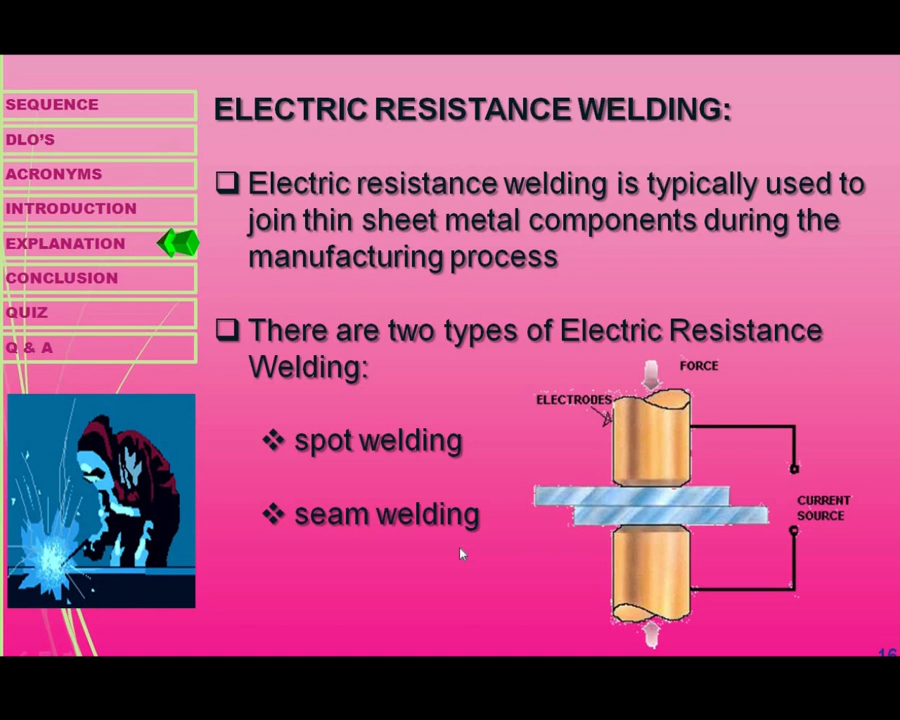 SEQUENCE
DLO'S
ACRONYMS
INTRODUCTION
EXPLANATION
CONCLUSION
QUIZ
Q & A
ELECTRIC RESISTANCE WELDING:
Electric resistance welding is typically used to
join thin sheet metal components during the
manufacturing process
There are two types of Electric Resistance
Welding:
spot welding
seam welding
FORCE
ELECTRODES
CURRENT
SOURCE
16